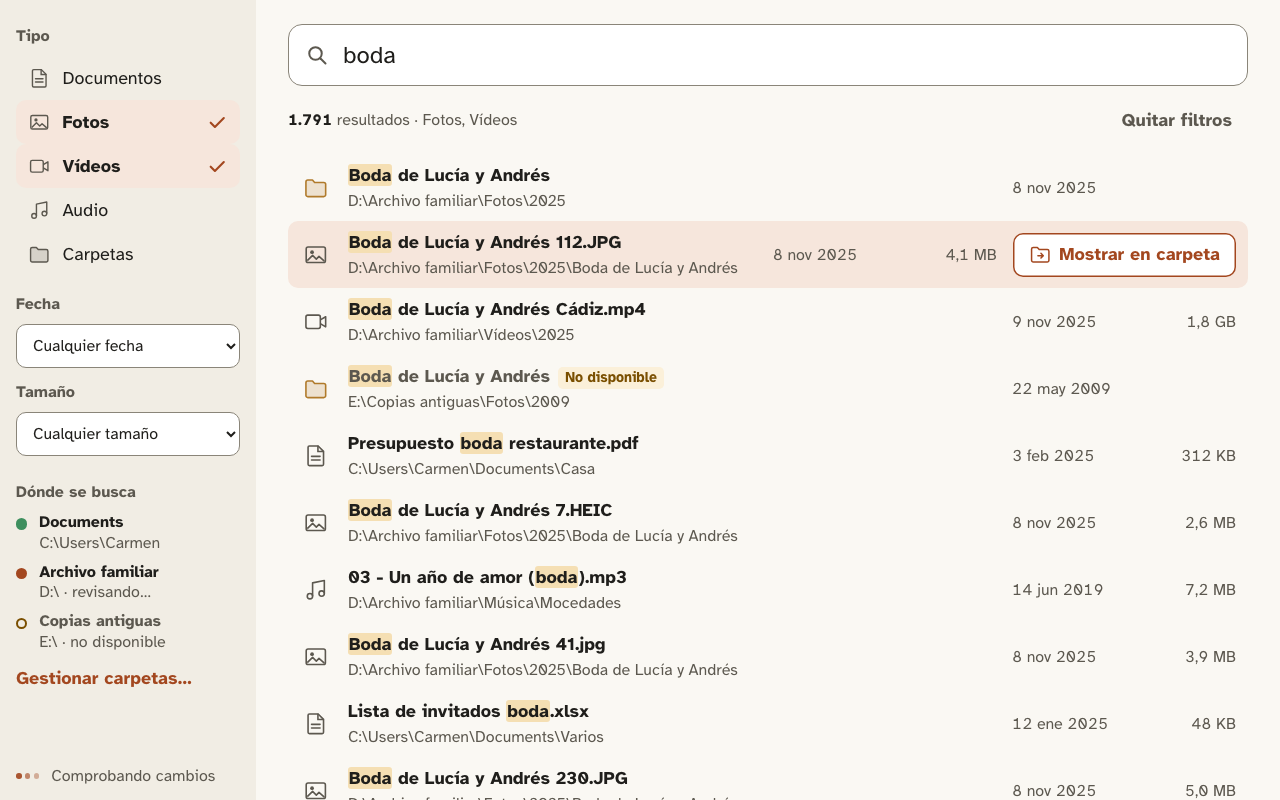 Tipo
Documentos
Fotos
Vídeos
Audio
Carpetas
Fecha
Cualquier fecha
Tamaño
Cualquier tamaño
Dónde se busca
Documents
C:\Users\Carmen
Archivo familiar
D:\ · revisando...
Copias antiguas
E:\ · no disponible
Gestionar carpetas...
Comprobando cambios
boda
1.791 resultados · Fotos, Vídeos
Quitar filtros
Boda de Lucía y Andrés
D:\Archivo familiar\Fotos\2025
8 nov 2025
Boda de Lucía y Andrés 112.JPG
D:\Archivo familiar\Fotos\2025\Boda de Lucía y Andrés
8 nov 2025
4,1 MB
Mostrar en carpeta
Boda de Lucía y Andrés Cádiz.mp4
D:\Archivo familiar\Vídeos\2025
9 nov 2025
1,8 GB
Boda de Lucía y Andrés No disponible
E:\Copias antiguas\Fotos\2009
22 may 2009
Presupuesto boda restaurante.pdf
C:\Users\Carmen\Documents\Casa
3 feb 2025
312 KB
Boda de Lucía y Andrés 7.HEIC
D:\Archivo familiar\Fotos\2025\Boda de Lucía y Andrés
8 nov 2025
2,6 MB
03 - Un año de amor (boda).mp3
D:\Archivo familiar\Música\Mocedades
14 jun 2019
7,2 MB
Boda de Lucía y Andrés 41.jpg
D:\Archivo familiar\Fotos\2025\Boda de Lucía y Andrés
8 nov 2025
3,9 MB
Lista de invitados boda.xlsx
C:\Users\Carmen\Documents\Varios
12 ene 2025
48 KB
Boda de Lucía y Andrés 230.JPG
8 nov 2025
5,0 MB